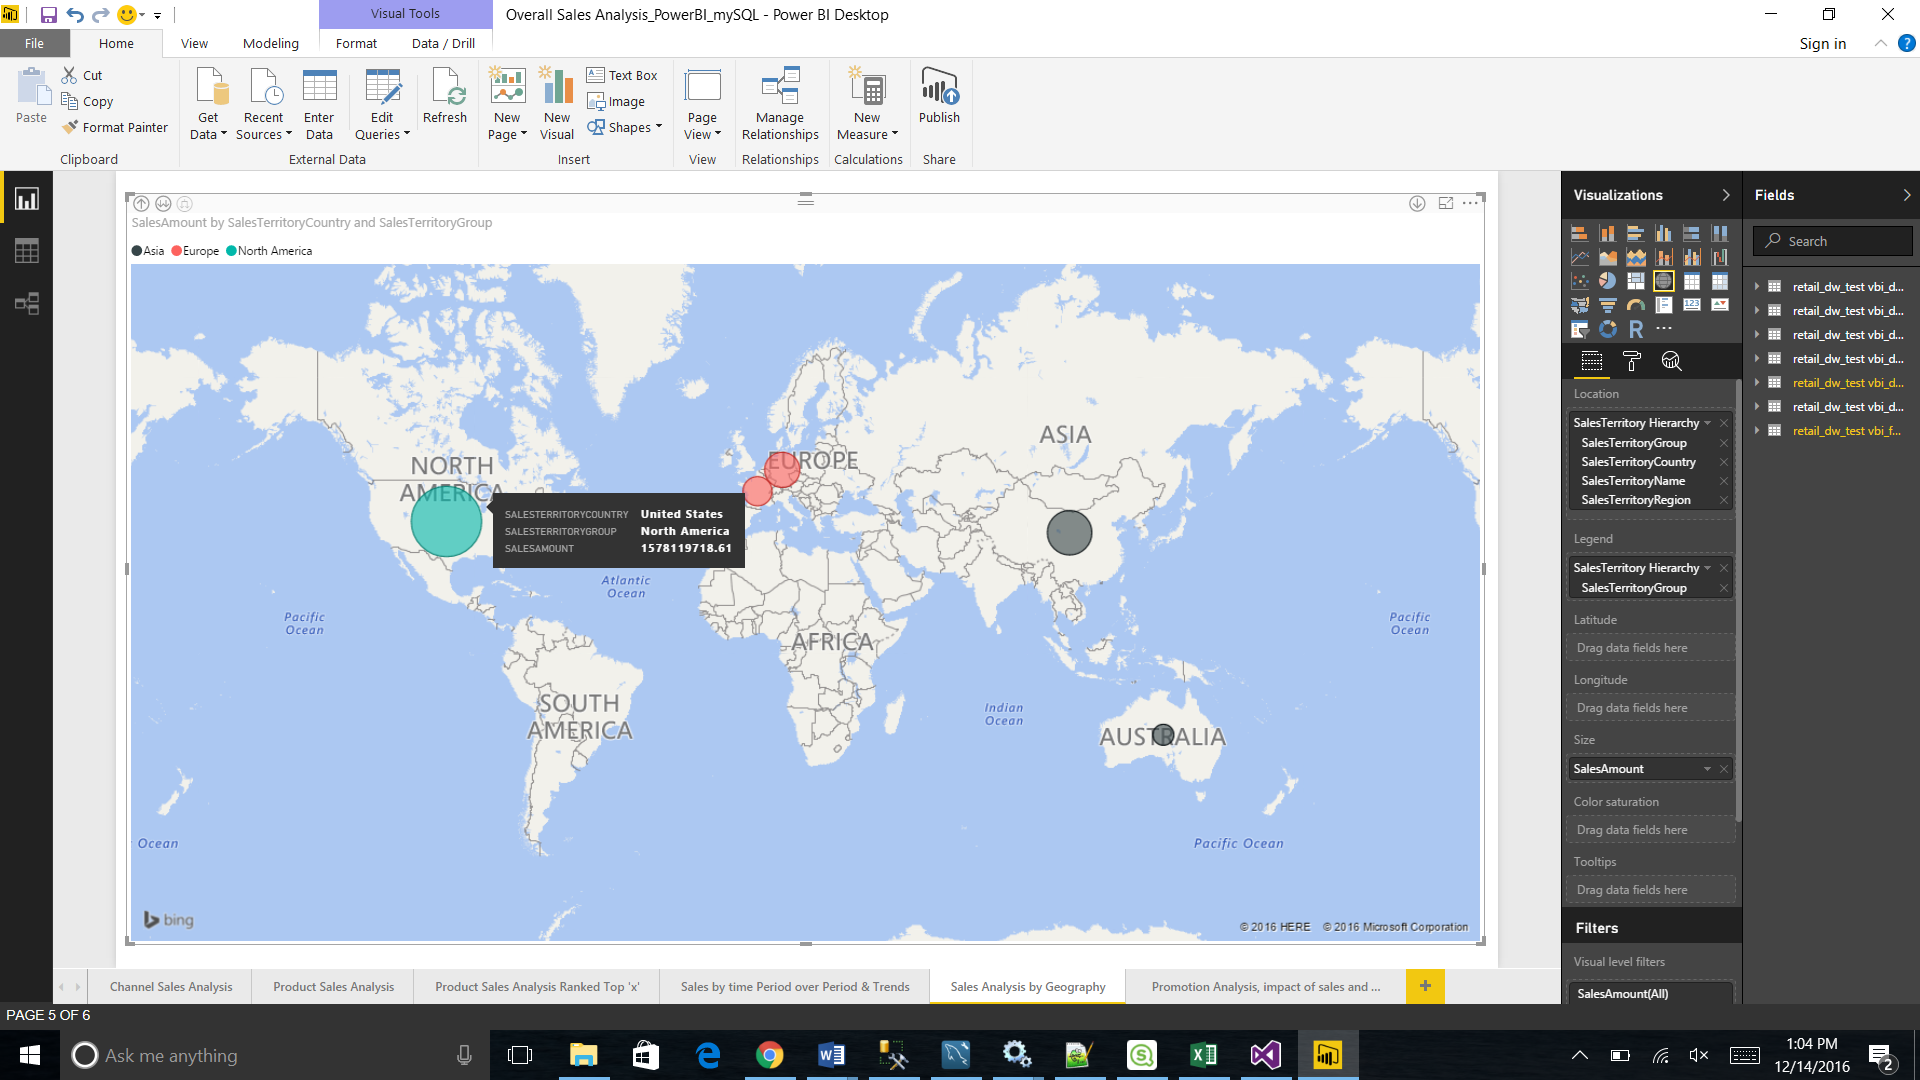 Visual Tools
Overall Sales Analysis_PowerBI_mySQL - Power BI Desktop
File
Home
View
Modeling
Format
Data / Drill
Sign in
?
Paste
Cut
Copy
Format Painter
Clipboard
Get
Data
Recent
Sources
Enter
Data
Edit
Queries
Refresh
External Data
New
Page
New
Visual
Text Box
Image
Shapes
Insert
Page
View
View
Manage
Relationships
Relationships
New
Measure
Calculations
Publish
Share
SalesAmount by SalesTerritoryCountry and SalesTerritoryGroup
Asia Europe North America
NORTH
AMERICA
EUROPE
ASIA
AFRICA
SOUTH
AMERICA
AUSTRALIA
Atlantic
Ocean
Pacific
Ocean
Indian
Ocean
Pacific
Ocean
Ocean
Pacific Ocean
SALESTERRITORYCOUNTRY United States
SALESTERRITORYGROUP North America
SALESAMOUNT 1578119718.61
bing
© 2016 HERE © 2016 Microsoft Corporation
Visualizations
R
123
Location
SalesTerritory Hierarchy
SalesTerritoryGroup
SalesTerritoryCountry
SalesTerritoryName
SalesTerritoryRegion
Legend
SalesTerritory Hierarchy
SalesTerritoryGroup
Latitude
Drag data fields here
Longitude
Drag data fields here
Size
SalesAmount
Color saturation
Drag data fields here
Tooltips
Drag data fields here
Filters
Visual level filters
SalesAmount(All)
Fields
Search
retail_dw_test vbi_d...
retail_dw_test vbi_d...
retail_dw_test vbi_d...
retail_dw_test vbi_d...
retail_dw_test vbi_d...
retail_dw_test vbi_d...
retail_dw_test vbi_f...
Channel Sales Analysis
Product Sales Analysis
Product Sales Analysis Ranked Top 'x'
Sales by time Period over Period & Trends
Sales Analysis by Geography
Promotion Analysis, impact of sales and ...
+
PAGE 5 OF 6
Ask me anything
1:04 PM
12/14/2016
2